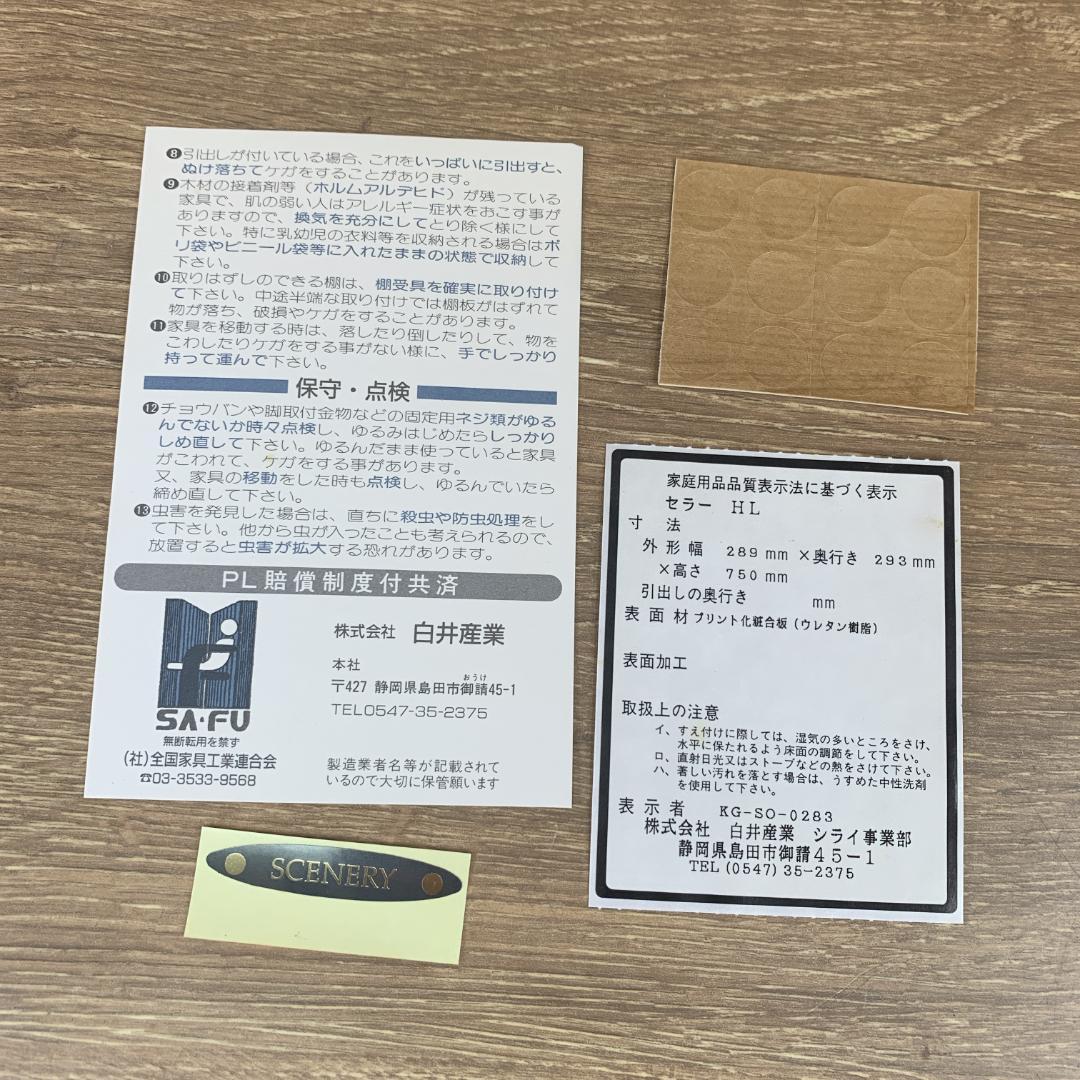 ❽引出しが付いている場合、これをいっぱいに引出すと、
ぬけ落ちてケガをすることがあります。
❾木材の接着剤等（ホルムアルデヒド）が残っている
家具で、肌の弱い人はアレルギー症状をおこす事が
ありますので、換気を充分にしてとり除く様にして
下さい。特に乳幼児の衣料等を収納される場合はポ
リ袋やビニール袋等に入れたままの状態で収納して
下さい。
❿取りはずしのできる棚は、棚受具を確実に取り付け
て下さい。中途半端な取り付けでは棚板がはずれて
物が落ち、破損やケガをすることがあります。
⓫家具を移動する時は、落したり倒したりして、物を
こわしたりケガをする事がない様に、手でしっかり
持って運んで下さい。
保守・点検
⓬チョウバンや脚取付金物などの固定用ネジ類がゆる
んでないか時々点検し、ゆるみはじめたらしっかり
しめ直して下さい。ゆるんだまま使っていると家具
がこわれて、ケガをする事があります。
又、家具の移動をした時も点検し、ゆるんでいたら
締め直して下さい。
⓭虫害を発見した場合は、直ちに殺虫や防虫処理をし
て下さい。他から虫が入ったことも考えられるので、
放置すると虫害が拡大する恐れがあります。
PL賠償制度付共済
SA・FU
無断転用を禁ず
(社)全国家具工業連合会
☎03-3533-9568
株式会社 白井産業
本社
おうけ
〒427 静岡県島田市御請45-1
TEL0547-35-2375
製造業者名等が記載されて
いるので大切に保管願います
SCENERY
家庭用品品質表示法に基づく表示
セラー HL
寸 法
外形幅 289mm ×奥行き 293mm
×高さ 750mm
引出しの奥行き mm
表面材 プリント化粧合板（ウレタン樹脂）
表面加工
取扱上の注意
イ、すえ付けに際しては、湿気の多いところをさけ、
水平に保たれるよう床面の調節をして下さい。
ロ、直射日光又はストーブなどの熱をさけて下さい。
ハ、著しい汚れを落とす場合は、うすめた中性洗剤
を使用して下さい。
表示者 KG-SO-0283
株式会社 白井産業 シライ事業部
静岡県島田市御請45-1
TEL (0547) 35-2375